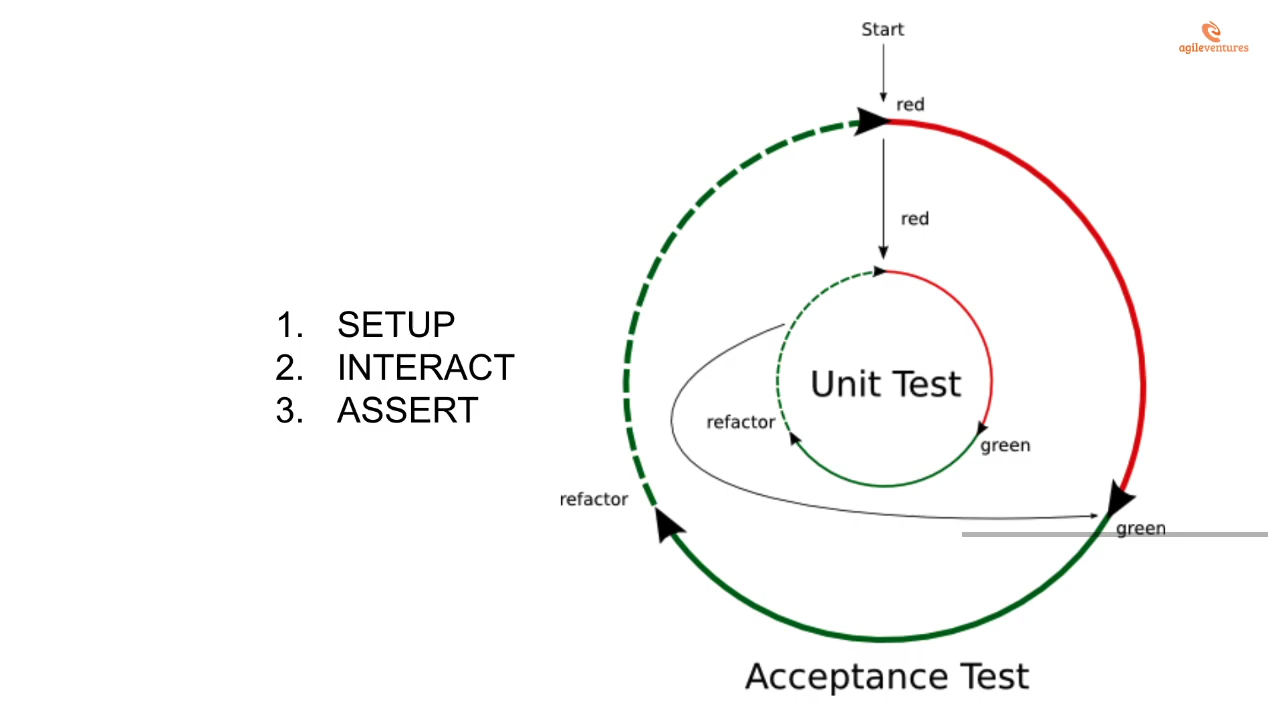 Start
agileventures
red
red
1. SETUP
2. INTERACT
3. ASSERT
Unit Test
refactor
green
refactor
green
Acceptance Test